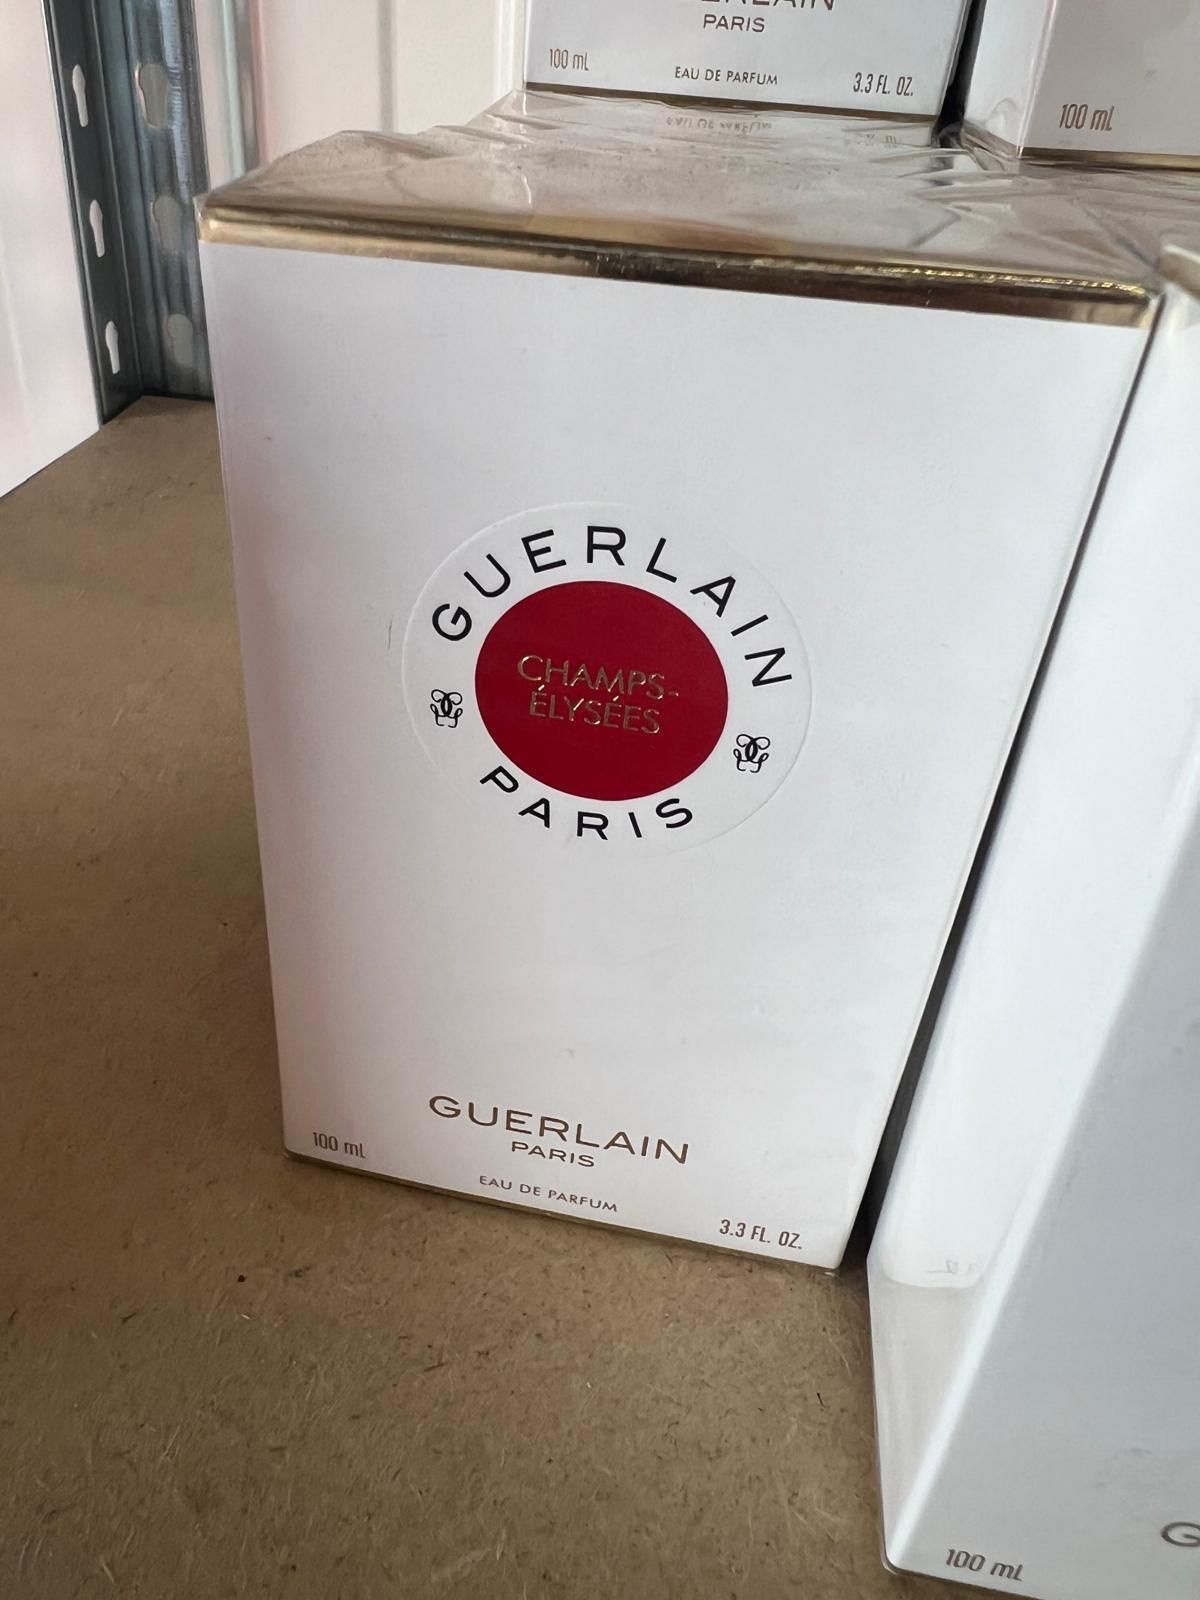 PARIS
100 mL
EAU DE PARFUM
3.3 FL. OZ.
100 mL
GUERLAIN
CHAMPS-
ÉLYSÉES
PARIS
GUERLAIN
PARIS
100 mL
EAU DE PARFUM
3.3 FL. OZ.
100 mL